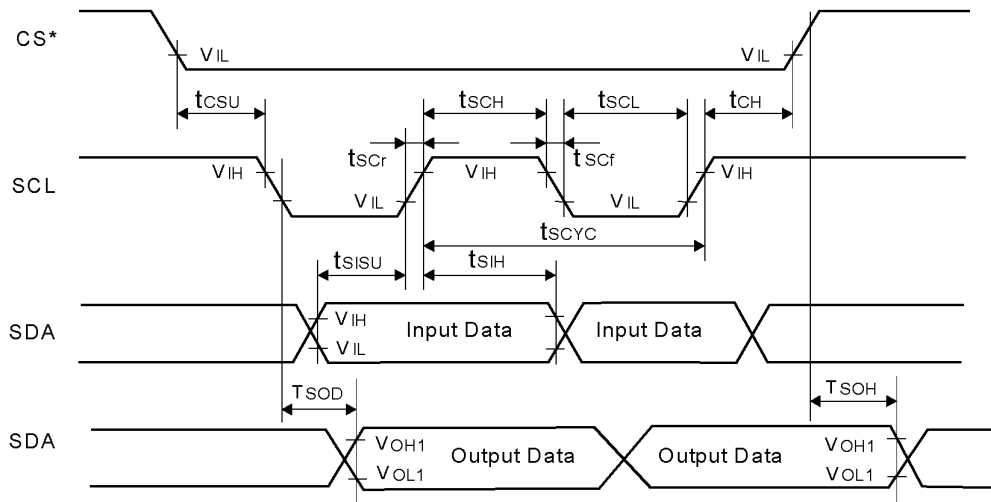 CS*
VIL
VIL
tCSU
tSCH
tSCL
tCH
tSCr
tSCf
SCL
VIH
VIL
VIH
VIL
VIH
tSCYC
tSISU
tSIH
SDA
VIH
VIL
Input Data
Input Data
TSOD
TSOH
SDA
VOH1
VOL1
Output Data
Output Data
VOH1
VOL1